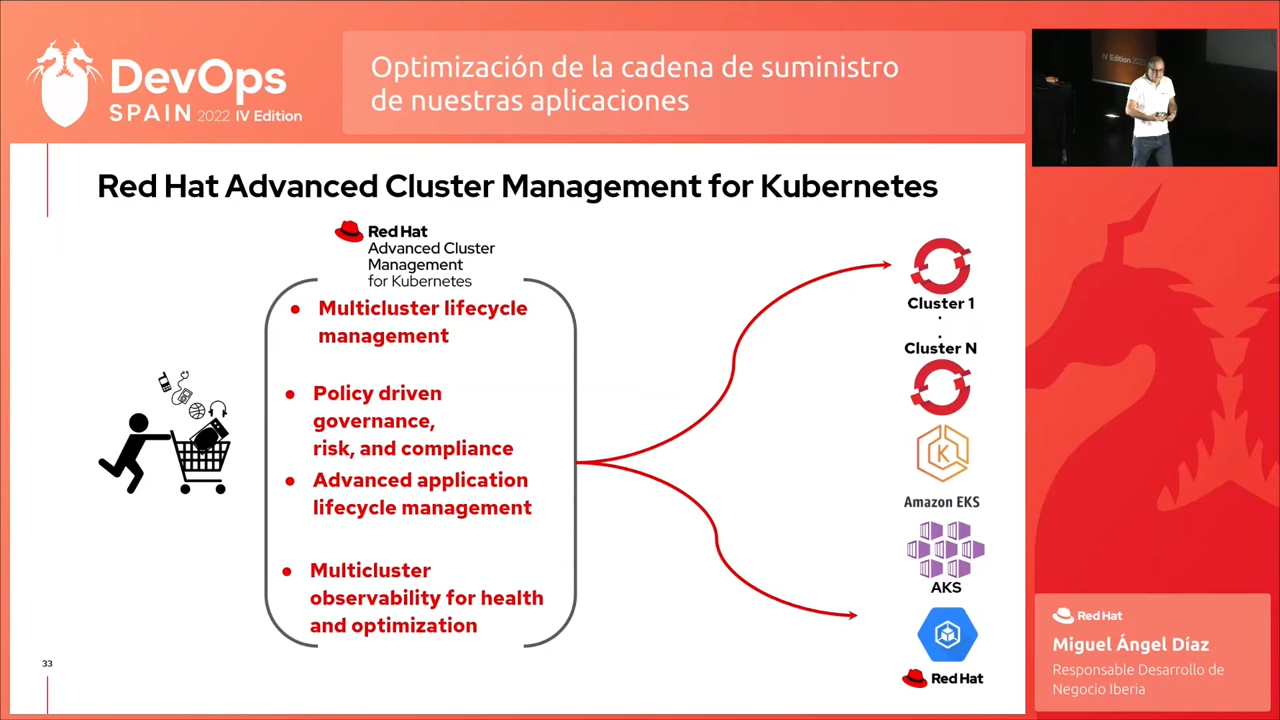 DevOps
SPAIN 2022 IV Edition
Optimización de la cadena de suministro
de nuestras aplicaciones
IV Edition 2022
Red Hat Advanced Cluster Management for Kubernetes
Red Hat
Advanced Cluster
Management
for Kubernetes
● Multicluster lifecycle
management
● Policy driven
governance,
risk, and compliance
● Advanced application
lifecycle management
● Multicluster
observability for health
and optimization
Cluster 1
.
.
Cluster N
K
Amazon EKS
AKS
Red Hat
33
Red Hat
Miguel Ángel Díaz
Responsable Desarrollo de
Negocio Iberia